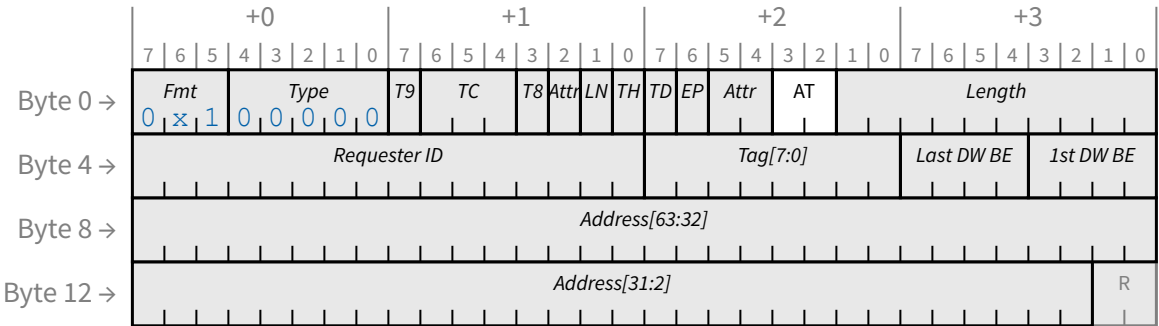 +0 +1 +2 +3
7 6 5 4 3 2 1 0 7 6 5 4 3 2 1 0 7 6 5 4 3 2 1 0 7 6 5 4 3 2 1 0
Byte 0 → Fmt Type T9 TC T8 Attr LN TH TD EP Attr AT Length
0 x 1 0 0 0 0 0
Byte 4 → Requester ID Tag[7:0] Last DW BE 1st DW BE
Byte 8 → Address[63:32]
Byte 12 → Address[31:2] R